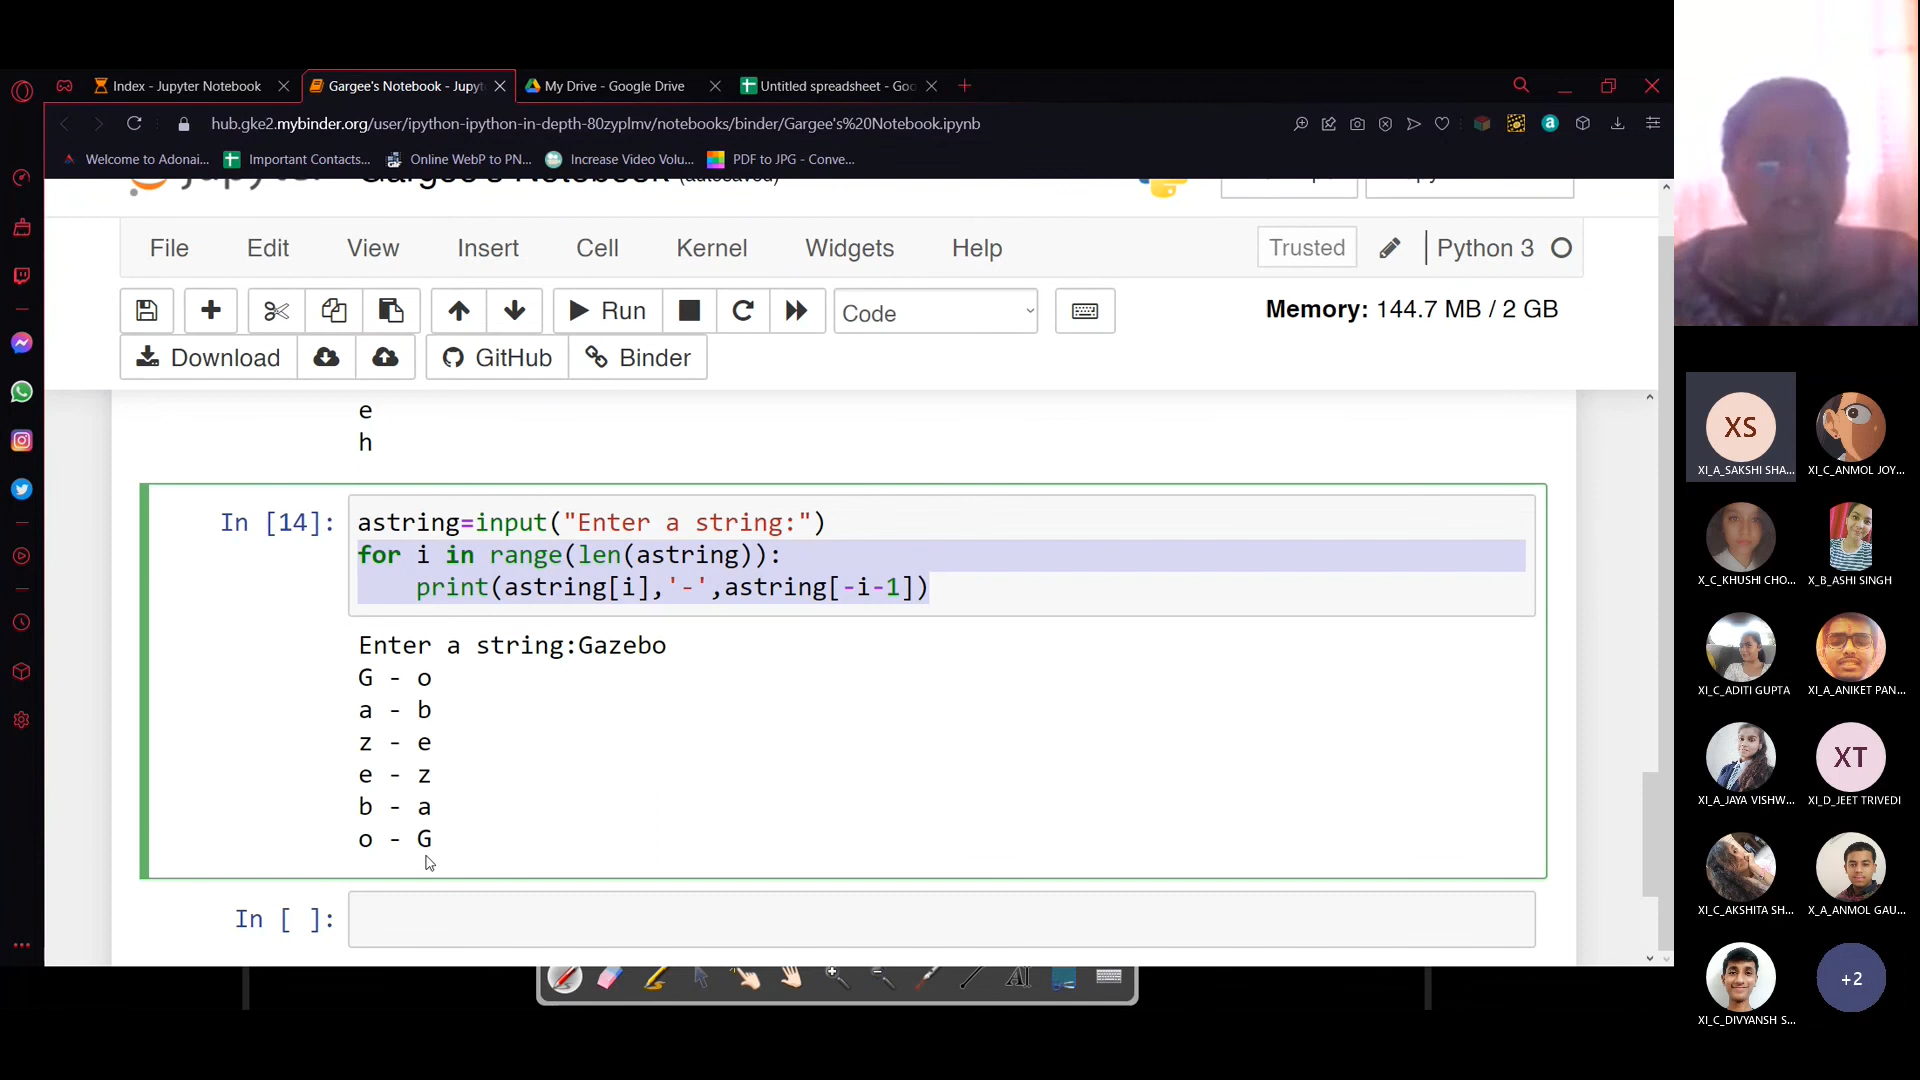 Index - Jupyter Notebook
Gargee's Notebook - Jupyt
My Drive - Google Drive
Untitled spreadsheet - Goo
hub.gke2.mybinder.org/user/ipython-ipython-in-depth-80zyplmv/notebooks/binder/Gargee's%20Notebook.ipynb
Welcome to Adonai...
Important Contacts...
Online WebP to PN...
Increase Video Volu...
PDF to JPG - Conve...
Gargee's Notebook (autosaved)
File Edit View Insert Cell Kernel Widgets Help
Trusted
Python 3
Run
Code
Memory: 144.7 MB / 2 GB
Download
GitHub
Binder
e
h
In [14]: astring=input("Enter a string:")
for i in range(len(astring)):
print(astring[i],'-',astring[-i-1])
Enter a string:Gazebo
G - o
a - b
z - e
e - z
b - a
o - G
In [ ]:
XS
XI_A_SAKSHI SHA...
XI_C_ANMOL JOY...
X_C_KHUSHI CHO...
X_B_ASHI SINGH
XI_C_ADITI GUPTA
XI_A_ANIKET PAN...
XT
XI_A_JAYA VISHW...
XI_D_JEET TRIVEDI
XI_C_AKSHITA SH...
X_A_ANMOL GAU...
+2
XI_C_DIVYANSH S...